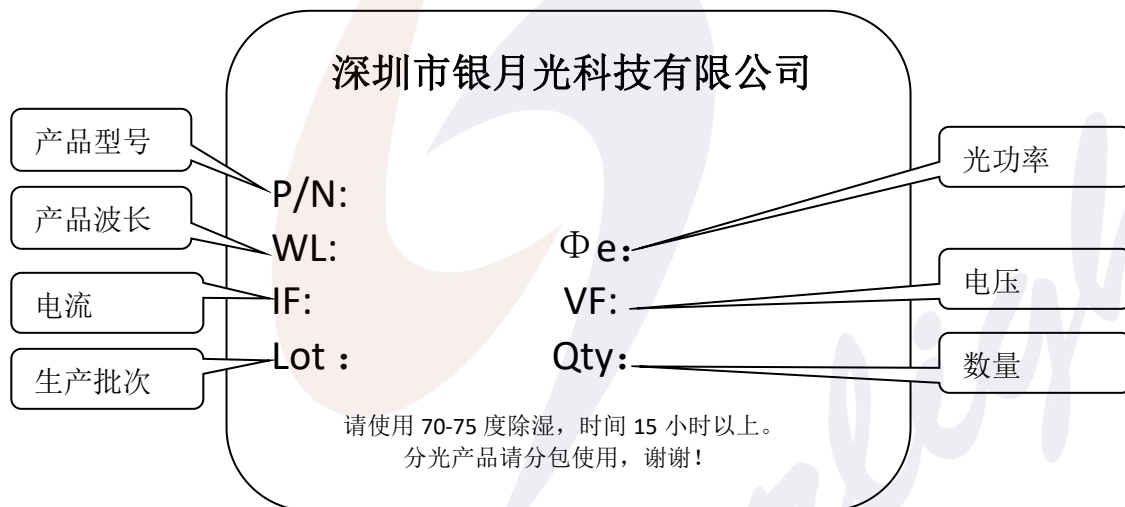 深圳市银月光科技有限公司
产品型号
光功率
P/N:
产品波长
WL:
Φe：
电流
IF:
VF:
电压
生产批次
Lot：
Qty：
数量
请使用 70-75 度除湿，时间 15 小时以上。
分光产品请分包使用，谢谢！